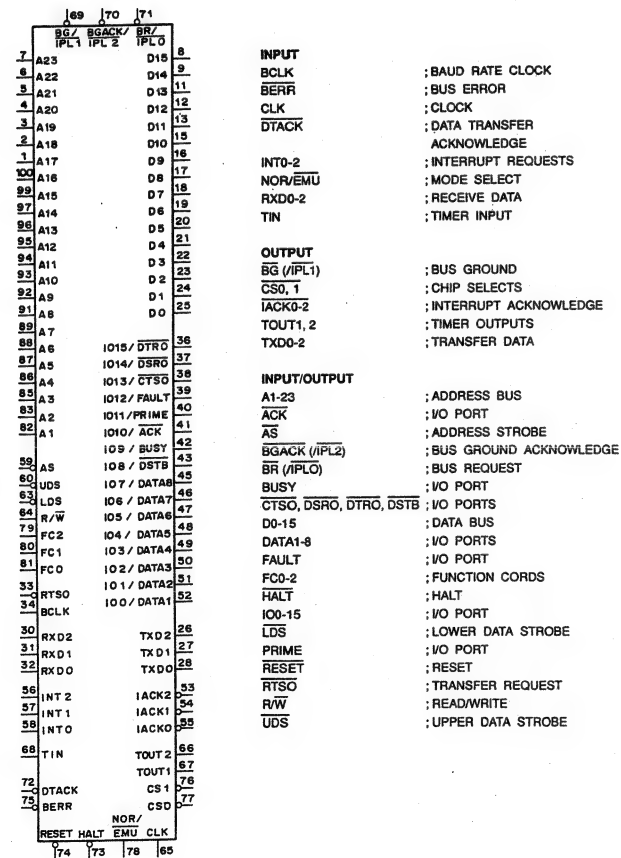 69 70 71
BG/ BGACK/ BR/
IPL1 IPL2 IPL0
7 A23 D15 8
6 A22 D14 9
5 A21 D13 11
4 A20 D12 12
3 A19 D11 13
2 A18 D10 15
1 A17 D9 16
100 A16 D8 17
99 A15 D7 18
97 A14 D6 19
96 A13 D5 20
95 A12 D4 21
94 A11 D3 22
93 A10 D2 23
92 A9 D1 24
91 A8 D0 25
89 A7
88 A6 IO15/DTRO 36
87 A5 IO14/DSRO 37
86 A4 IO13/CTSO 38
85 A3 IO12/FAULT 39
83 A2 IO11/PRIME 40
82 A1 IO10/ACK 41
IO9/BUSY 42
59 AS IO8/DSTB 43
60 UDS IO7/DATA8 45
63 LDS IO6/DATA7 46
64 R/W IO5/DATA6 47
79 FC2 IO4/DATA5 48
80 FC1 IO3/DATA4 49
81 FC0 IO2/DATA3 50
IO1/DATA2 51
33 RTSO IO0/DATA1 52
34 BCLK
30 RXD2 TXD2 26
31 RXD1 TXD1 27
32 RXD0 TXD0 28
56 INT2 IACK2 53
57 INT1 IACK1 54
58 INT0 IACK0 55
68 TIN TOUT2 66
TOUT1 67
72 DTACK CS1 76
75 BERR CS0 77
NOR/
RESET HALT EMU CLK
74 73 78 65
INPUT
BCLK ; BAUD RATE CLOCK
BERR ; BUS ERROR
CLK ; CLOCK
DTACK ; DATA TRANSFER
ACKNOWLEDGE
INT0-2 ; INTERRUPT REQUESTS
NOR/EMU ; MODE SELECT
RXD0-2 ; RECEIVE DATA
TIN ; TIMER INPUT
OUTPUT
BG (/IPL1) ; BUS GROUND
CS0, 1 ; CHIP SELECTS
IACK0-2 ; INTERRUPT ACKNOWLEDGE
TOUT1, 2 ; TIMER OUTPUTS
TXD0-2 ; TRANSFER DATA
INPUT/OUTPUT
A1-23 ; ADDRESS BUS
ACK ; I/O PORT
AS ; ADDRESS STROBE
BGACK (/IPL2) ; BUS GROUND ACKNOWLEDGE
BR (/IPLO) ; BUS REQUEST
BUSY ; I/O PORT
CTSO, DSRO, DTRO, DSTB ; I/O PORTS
D0-15 ; DATA BUS
DATA1-8 ; I/O PORTS
FAULT ; I/O PORT
FC0-2 ; FUNCTION CORDS
HALT ; HALT
IO0-15 ; I/O PORT
LDS ; LOWER DATA STROBE
PRIME ; I/O PORT
RESET ; RESET
RTSO ; TRANSFER REQUEST
R/W ; READ/WRITE
UDS ; UPPER DATA STROBE